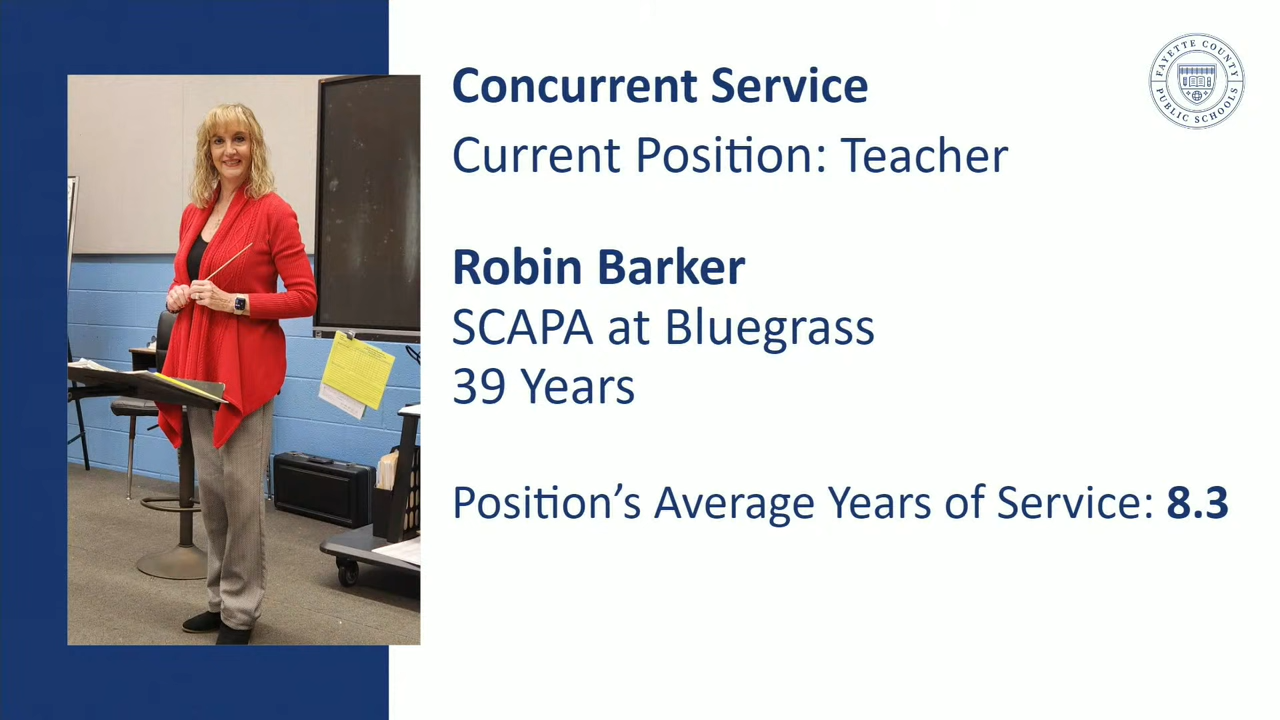 Concurrent Service
Current Position: Teacher
Robin Barker
SCAPA at Bluegrass
39 Years
Position’s Average Years of Service: 8.3
FAYETTE COUNTY
PUBLIC SCHOOLS